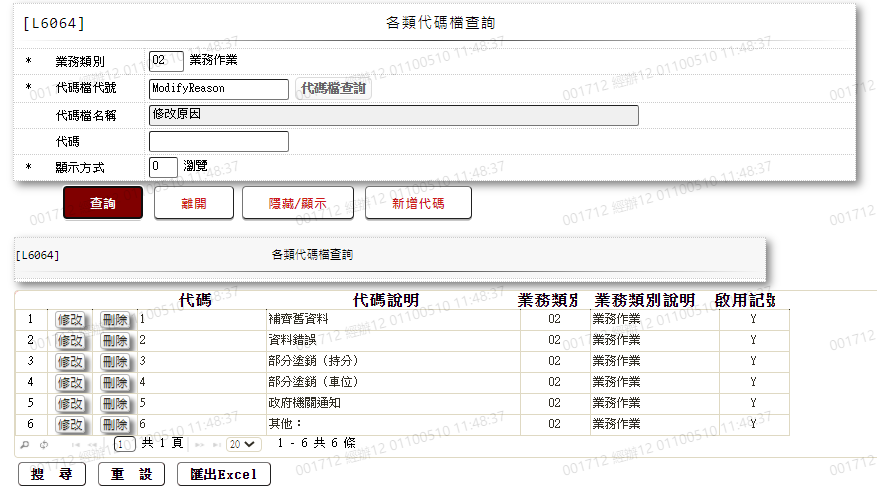 [L6064] 各類代碼檔查詢
* 業務類別 02 業務作業
* 代碼檔代號 ModifyReason 代碼檔查詢
代碼檔名稱 修改原因
代碼
* 顯示方式 0 瀏覽
查詢 離開 隱藏/顯示 新增代碼
[L6064] 各類代碼檔查詢
代碼 代碼說明 業務類別 業務類別說明 啟用記號
1 修改 刪除 1 補齊舊資料 02 業務作業 Y
2 修改 刪除 2 資料錯誤 02 業務作業 Y
3 修改 刪除 3 部分塗銷（持分） 02 業務作業 Y
4 修改 刪除 4 部分塗銷（車位） 02 業務作業 Y
5 修改 刪除 5 政府機關通知 02 業務作業 Y
6 修改 刪除 6 其他： 02 業務作業 Y
1 共 1 頁 20 1 - 6 共 6 條
搜 尋 重 設 匯出Excel
001712 經辦12 01100510 11:48:37